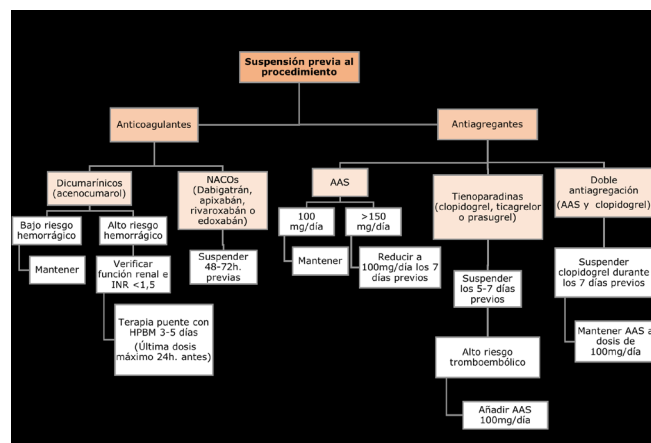 Suspensión previa al
procedimiento
Anticoagulantes
Antiagregantes
Dicumarínicos
(acenocumarol)
NACOs
(Dabigatrán,
apixabán,
rivaroxabán o
edoxabán)
AAS
Tienoparadinas
(clopidogrel, ticagrelor
o prasugrel)
Doble
antiagregación
(AAS y clopidogrel)
Bajo riesgo
hemorrágico
Alto riesgo
hemorrágico
Suspender
48-72h.
previas
100
mg/día
>150
mg/día
Mantener
Verificar
función renal e
INR <1,5
Mantener
Reducir a
100mg/dia los 7
días previos
Suspender
los 5-7 días
previos
Suspender
clopidogrel durante
los 7 días previos
Terapia puente con
HPBM 3-5 días
(Última dosis
máximo 24h. antes)
Alto riesgo
tromboembólico
Mantener AAS a
dosis de
100mg/día
Añadir AAS
100mg/día